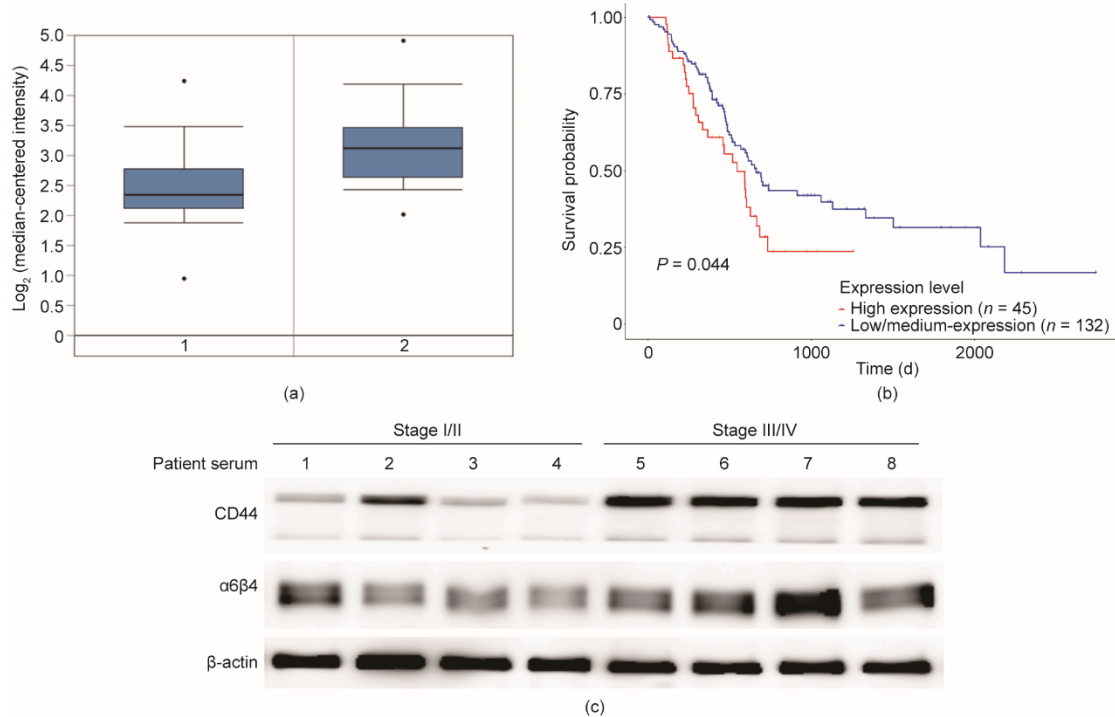 5.0
4.5
4.0
3.5
3.0
2.5
2.0
1.5
1.0
0.5
0
Log₂ (median-centered intensity)
1 2
(a)
1.00
0.75
0.50
0.25
0
Survival probability
P = 0.044
Expression level
High expression (n = 45)
Low/medium-expression (n = 132)
0 1000 2000
Time (d)
(b)
Stage I/II Stage III/IV
Patient serum 1 2 3 4 5 6 7 8
CD44
α6β4
β-actin
(c)